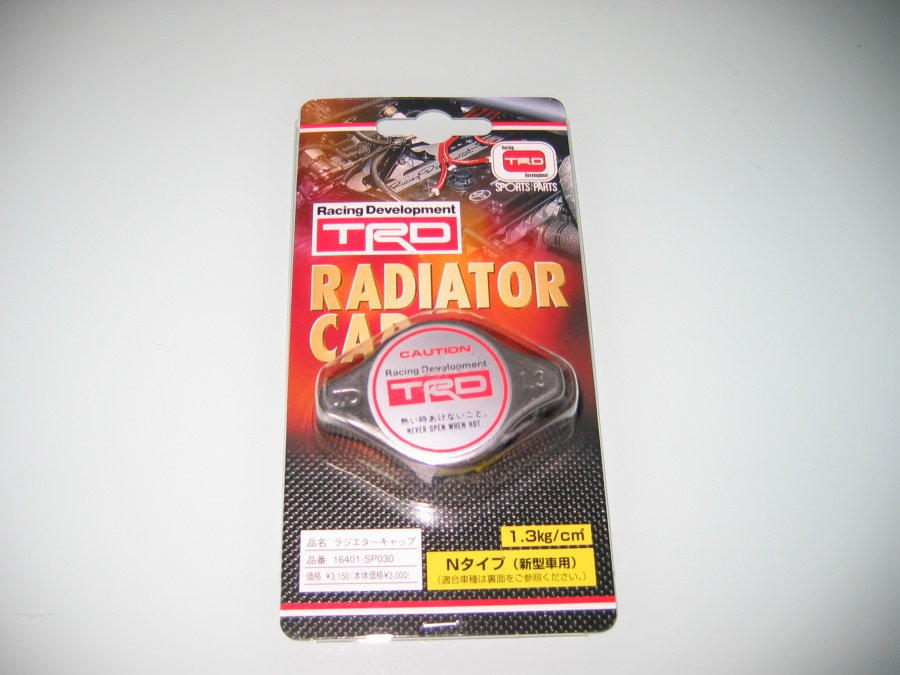 Racing
TRD
Development
SPORTS PARTS
Racing Development
TRD
RADIATOR
CAP
CAUTION
Racing Development
TRD
熱い時あけないこと。
NEVER OPEN WHEN HOT.
1.3kg/cm²
品名 ラジエターキャップ
品番 16401-SP030
価格 ¥3,150(本体価格¥3,000)
Nタイプ(新型車用)
(適合車種は裏面をご参照ください。)